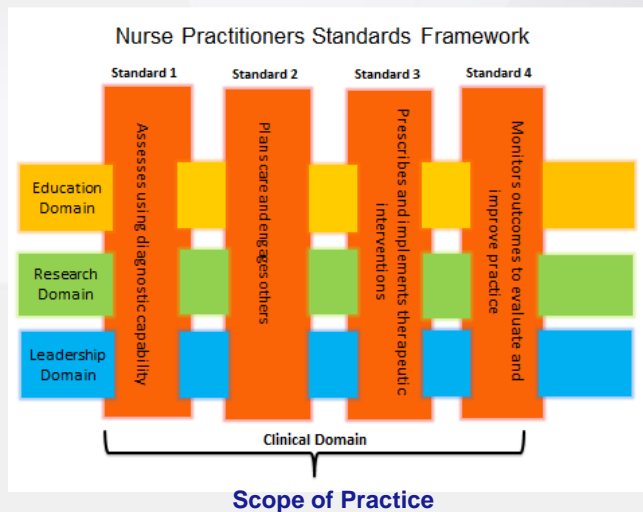 Nurse Practitioners Standards Framework
Standard 1
Standard 2
Standard 3
Standard 4
Assesses using diagnostic capability
Plans care and engages others
Prescribes and implements therapeutic
interventions
Monitors outcomes to evaluate and
improve practice
Education
Domain
Research
Domain
Leadership
Domain
Clinical Domain
Scope of Practice